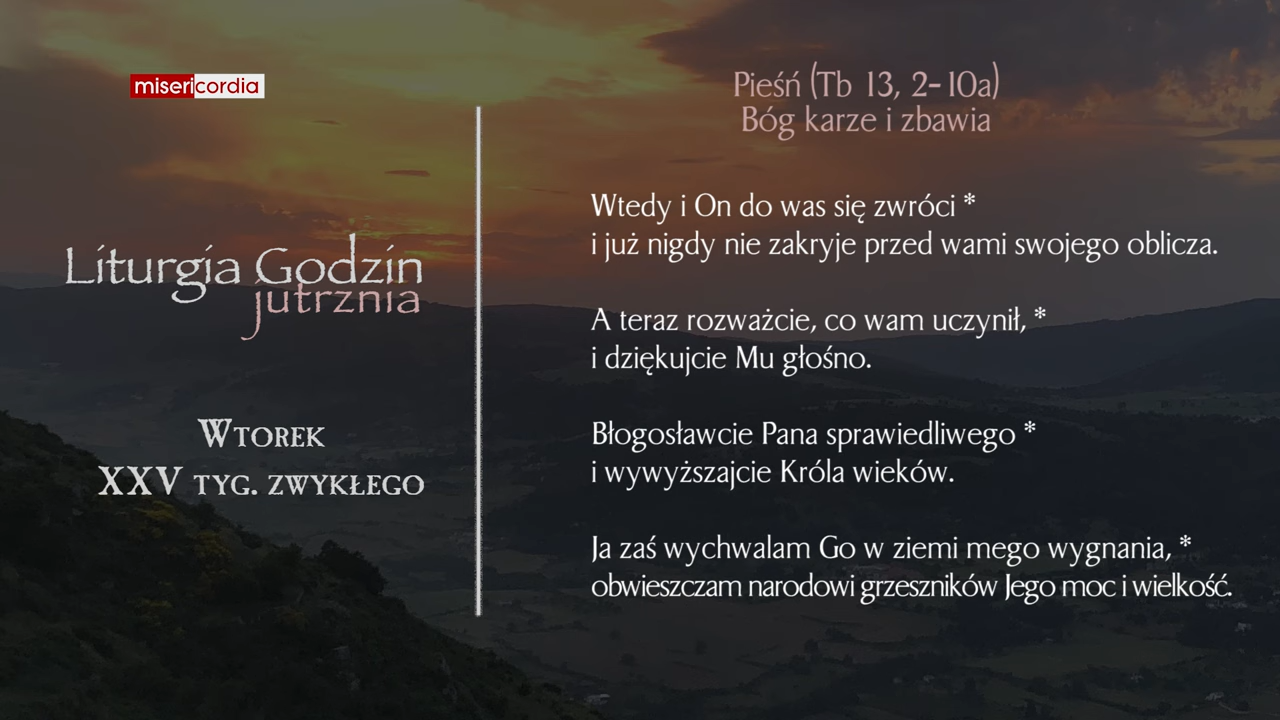 misericordia
Liturgia Godzin
jutrznia
Wtorek
XXV tyg. zwykłego
Pieśń (Tb 13, 2-10a)
Bóg karze i zbawia
Wtedy i On do was się zwróci *
i już nigdy nie zakryje przed wami swojego oblicza.
A teraz rozważcie, co wam uczynił, *
i dziękujcie Mu głośno.
Błogosławcie Pana sprawiedliwego *
i wywyższajcie Króla wieków.
Ja zaś wychwalam Go w ziemi mego wygnania, *
obwieszczam narodowi grzeszników Jego moc i wielkość.